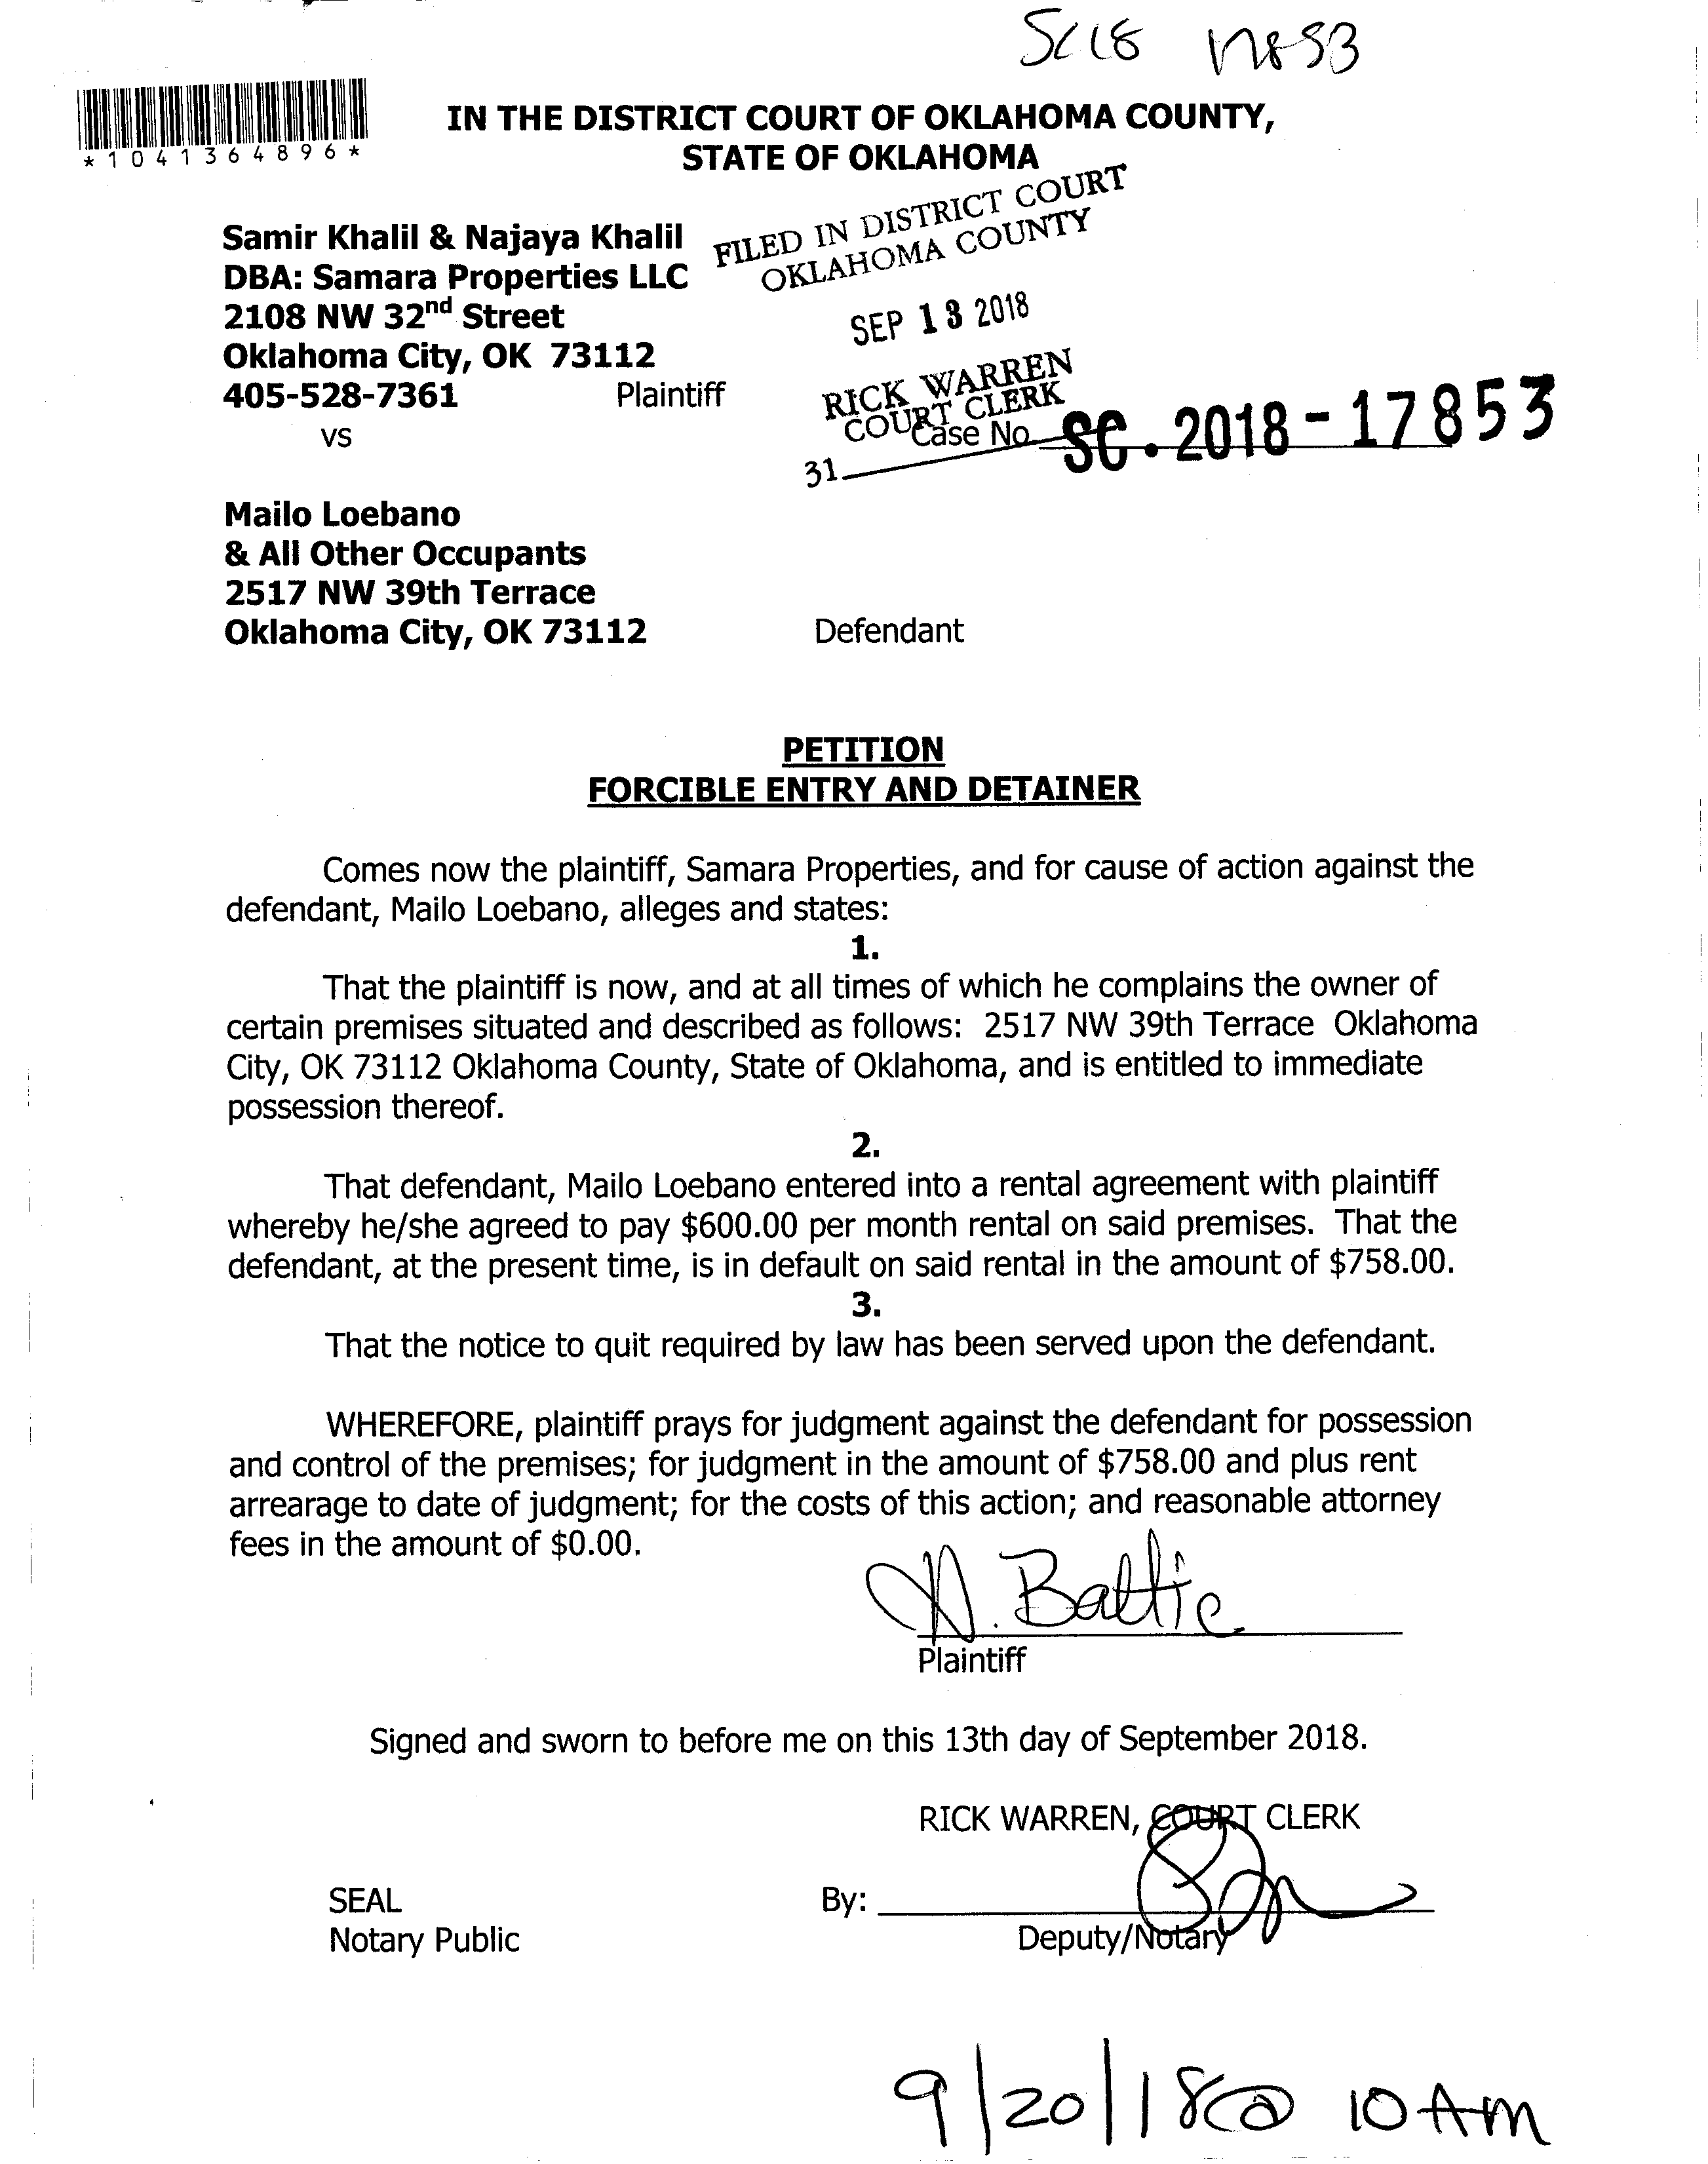 SC18 17853
*1041364896*
IN THE DISTRICT COURT OF OKLAHOMA COUNTY,
STATE OF OKLAHOMA
FILED IN DISTRICT COURT
OKLAHOMA COUNTY
SEP 13 2018
RICK WARREN
COURT CLERK
31
Samir Khalil & Najaya Khalil
DBA: Samara Properties LLC
2108 NW 32nd Street
Oklahoma City, OK 73112
405-528-7361 Plaintiff
vs
Case No. SC. 2018-17853
Mailo Loebano
& All Other Occupants
2517 NW 39th Terrace
Oklahoma City, OK 73112 Defendant
PETITION
FORCIBLE ENTRY AND DETAINER
Comes now the plaintiff, Samara Properties, and for cause of action against the
defendant, Mailo Loebano, alleges and states:
1.
That the plaintiff is now, and at all times of which he complains the owner of
certain premises situated and described as follows: 2517 NW 39th Terrace Oklahoma
City, OK 73112 Oklahoma County, State of Oklahoma, and is entitled to immediate
possession thereof.
2.
That defendant, Mailo Loebano entered into a rental agreement with plaintiff
whereby he/she agreed to pay $600.00 per month rental on said premises. That the
defendant, at the present time, is in default on said rental in the amount of $758.00.
3.
That the notice to quit required by law has been served upon the defendant.
WHEREFORE, plaintiff prays for judgment against the defendant for possession
and control of the premises; for judgment in the amount of $758.00 and plus rent
arrearage to date of judgment; for the costs of this action; and reasonable attorney
fees in the amount of $0.00.
N. Battie
Plaintiff
Signed and sworn to before me on this 13th day of September 2018.
RICK WARREN, COURT CLERK
SEAL By:
Notary Public Deputy/Notary
9/20/18 @ 10 AM